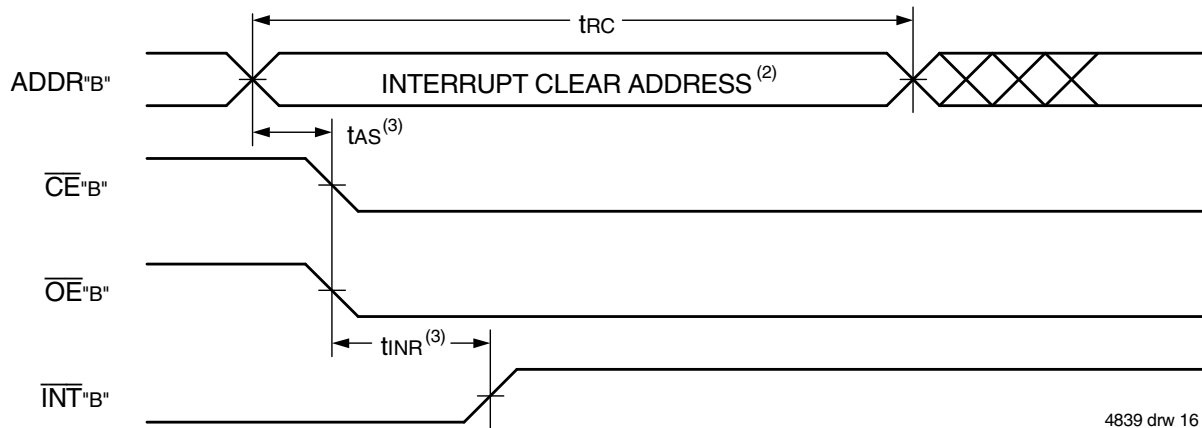 tRC
ADDR"B"
INTERRUPT CLEAR ADDRESS(2)
tAS(3)
CE"B"
OE"B"
tINR(3)
INT"B"
4839 drw 16